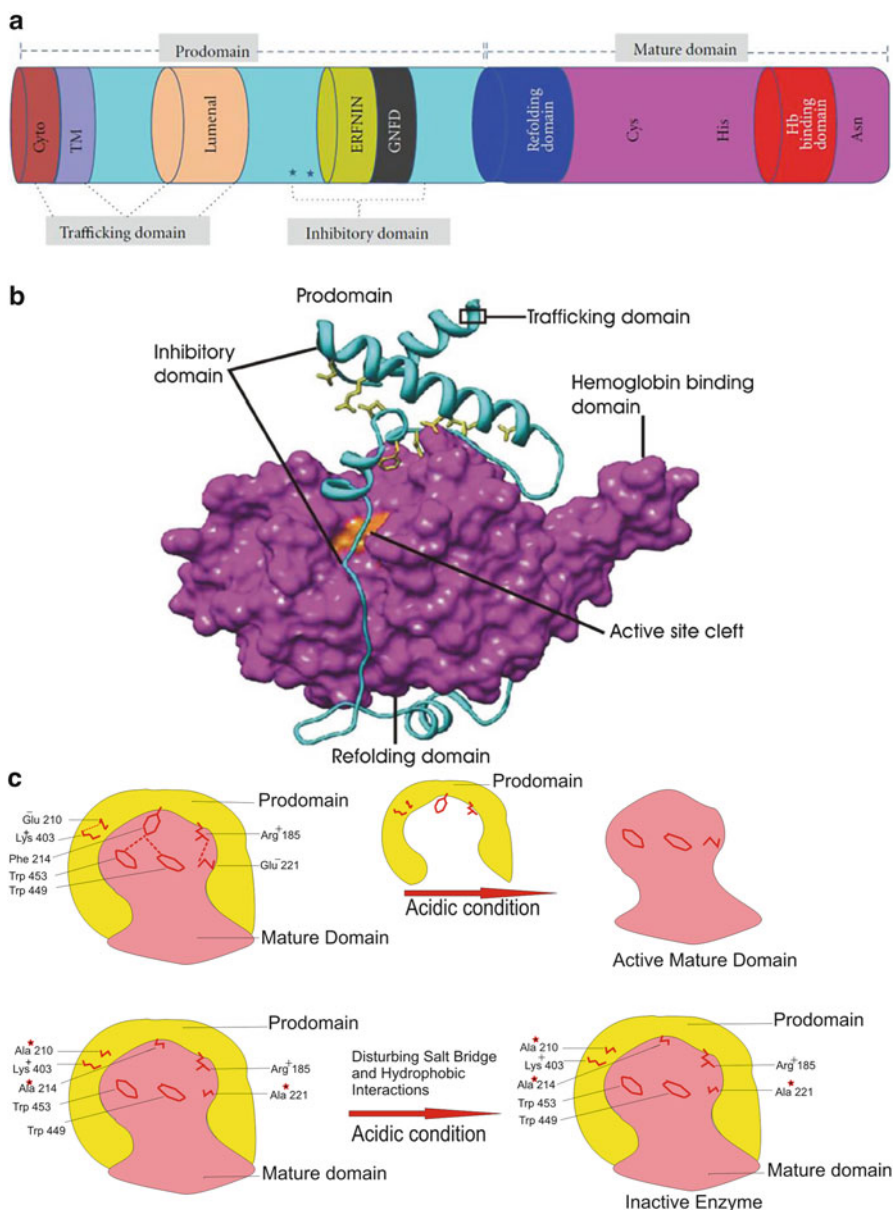 a
Prodomain
Mature domain
Cyto
TM
Lumenal
ERFNIN
GNFD
Refolding domain
Cys
His
Hb
binding
domain
Asn
Trafficking domain
Inhibitory domain
b
Prodomain
Trafficking domain
Inhibitory
domain
Hemoglobin binding
domain
Active site cleft
Refolding domain
c
Prodomain
Glu⁻ 210
Lys⁺ 403
Phe 214
Trp 453
Trp 449
Arg⁺ 185
Glu⁻ 221
Mature Domain
Prodomain
Acidic condition
Active Mature Domain
Prodomain
Ala 210
Lys⁺ 403
Ala 214
Trp 453
Trp 449
Arg⁺ 185
Ala 221
Mature domain
Disturbing Salt Bridge
and Hydrophobic
Interactions
Acidic condition
Prodomain
Ala 210
Lys⁺ 403
Ala 214
Trp 453
Trp 449
Arg⁺ 185
Ala 221
Mature domain
Inactive Enzyme